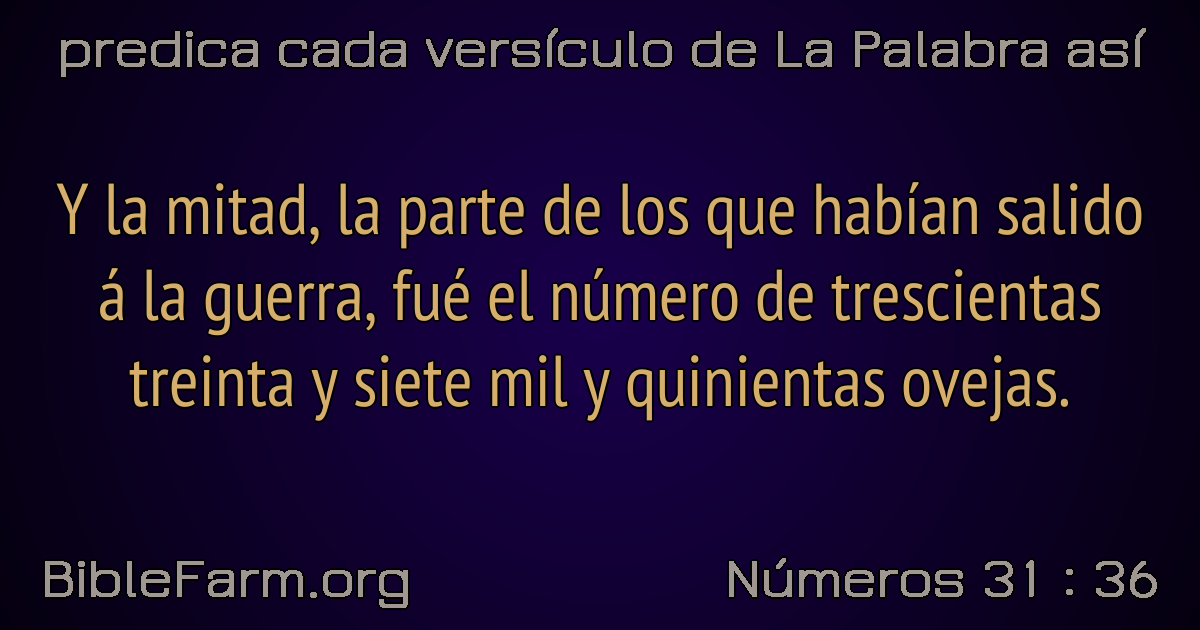 predica cada versículo de La Palabra así
Y la mitad, la parte de los que habían salido
á la guerra, fué el número de trescientas
treinta y siete mil y quinientas ovejas.
BibleFarm.org
Números 31 : 36